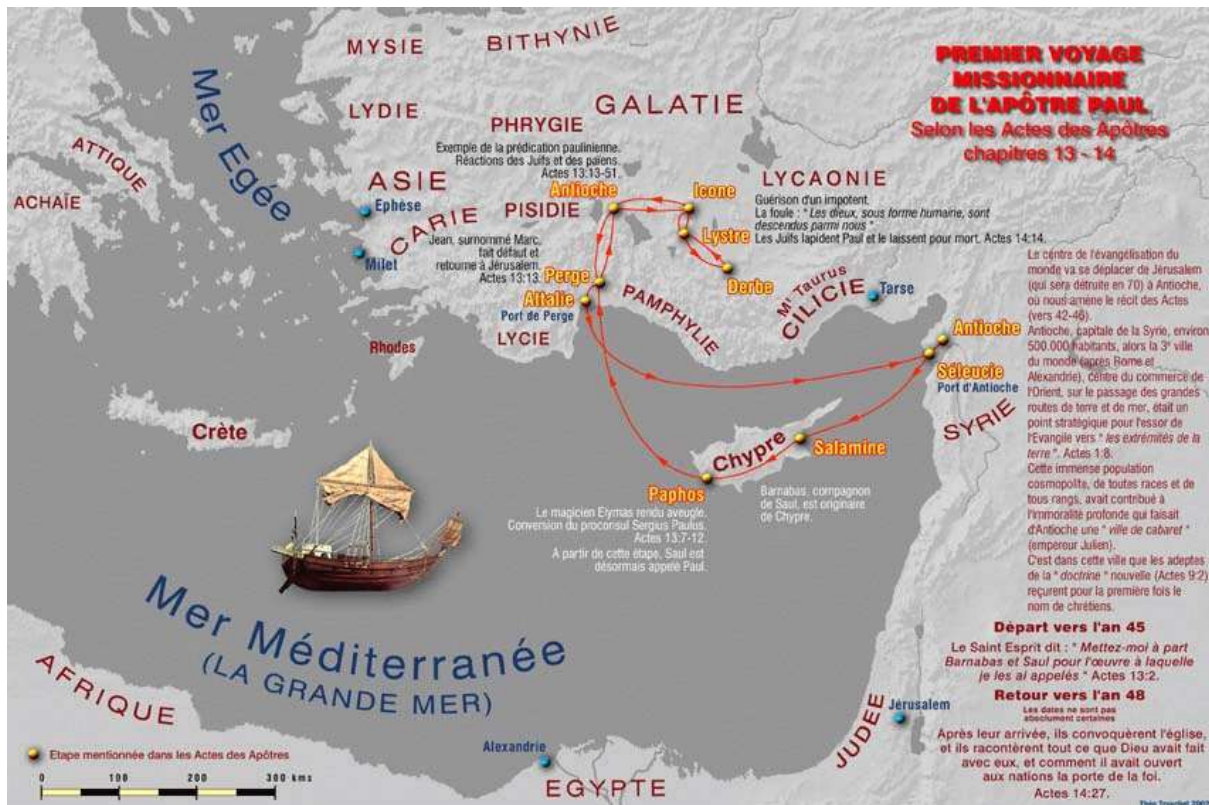 PREMIER VOYAGE
MISSIONNAIRE
DE L'APÔTRE PAUL
Selon les Actes des Apôtres
chapitres 13 - 14
MYSIE
BITHYNIE
Mer Egée
LYDIE
GALATIE
PHRYGIE
ATTIQUE
ACHAÏE
Exemple de la prédication paulinienne.
Réactions des Juifs et des païens.
Actes 13:13-51.
ASIE
Antioche
Icone
LYCAONIE
Ephèse
CARIE
PISIDIE
Guérison d'un impotent.
La foule : " Les dieux, sous forme humaine, sont
descendus parmi nous "
Les Juifs lapident Paul et le laissent pour mort. Actes 14:14.
Lystre
Milet
Jean, surnommé Marc,
fait défaut et
retourne à Jérusalem.
Actes 13:13.
Perge
Derbe
Attalie
Port de Perge
PAMPHYLIE
Mt Taurus
CILICIE
Tarse
LYCIE
Rhodes
Antioche
Séleucie
Port d'Antioche
SYRIE
Crète
Chypre
Salamine
Paphos
Le magicien Elymas rendu aveugle.
Conversion du proconsul Sergius Paulus.
Actes 13:7-12.
A partir de cette étape, Saul est
désormais appelé Paul.
Barnabas, compagnon
de Saul, est originaire
de Chypre.
Le centre de l'évangélisation du
monde va se déplacer de Jérusalem
(qui sera détruite en 70) à Antioche,
où nous amène le récit des Actes
(vers 42-46).
Antioche, capitale de la Syrie, environ
500.000 habitants, alors la 3e ville
du monde (après Rome et
Alexandrie), centre du commerce de
l'Orient, sur le passage des grandes
routes de terre et de mer, était un
point stratégique pour l'essor de
l'Evangile vers " les extrémités de la
terre ". Actes 1:8.
Cette immense population
cosmopolite, de toutes races et de
tous rangs, avait contribué à
l'immoralité profonde qui faisait
d'Antioche une " ville de cabaret "
(empereur Julien).
C'est dans cette ville que les adeptes
de la " doctrine " nouvelle (Actes 9:2)
reçurent pour la première fois le
nom de chrétiens.
Départ vers l'an 45
Le Saint Esprit dit : " Mettez-moi à part
Barnabas et Saul pour l'œuvre à laquelle
je les ai appelés " Actes 13:2.
Retour vers l'an 48
Les dates ne sont pas
absolument certaines
Après leur arrivée, ils convoquèrent l'église,
et ils racontèrent tout ce que Dieu avait fait
avec eux, et comment il avait ouvert
aux nations la porte de la foi.
Actes 14:27.
Mer Méditerranée
(LA GRANDE MER)
AFRIQUE
Jérusalem
JUDEE
Alexandrie
EGYPTE
Etape mentionnée dans les Actes des Apôtres
0 100 200 300 kms